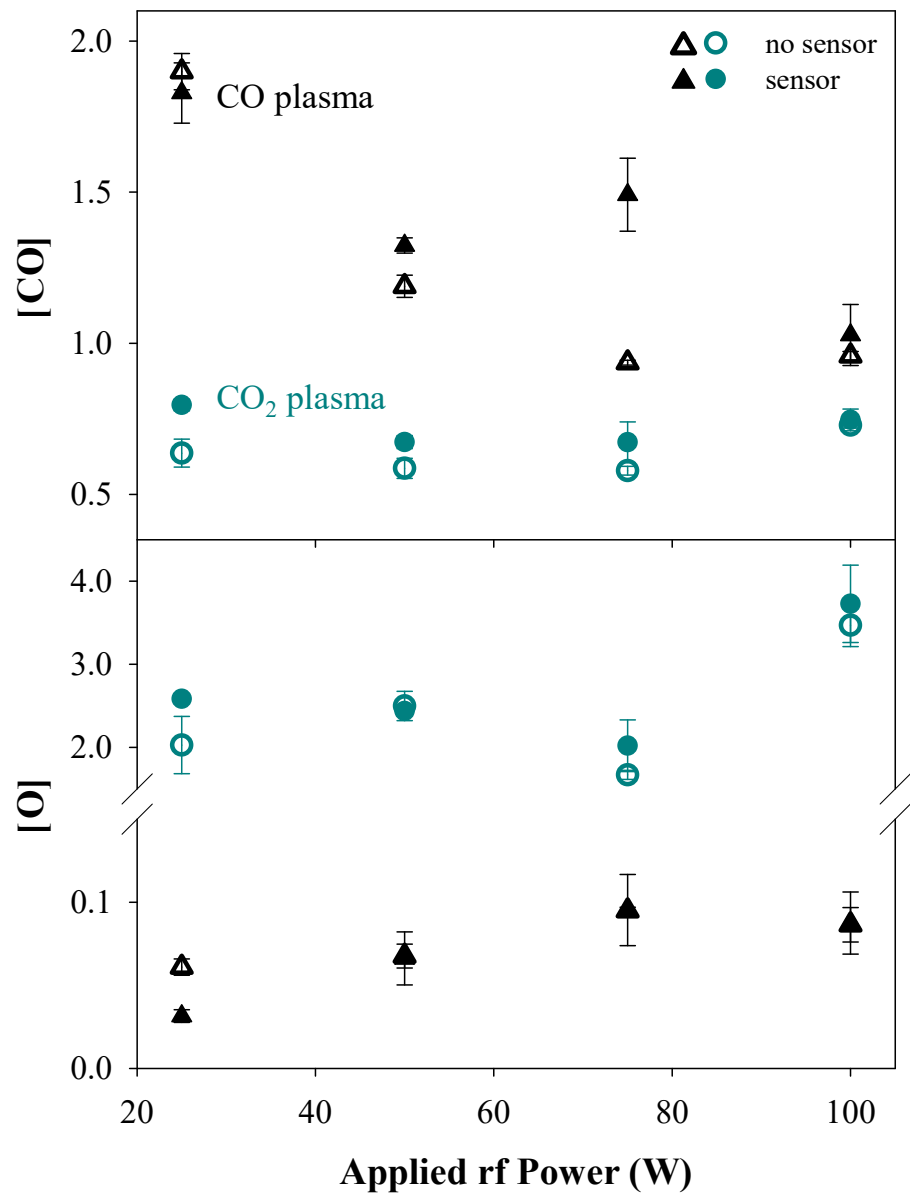 2.0
no sensor
sensor
CO plasma
1.5
[CO]
1.0
CO₂ plasma
0.5
4.0
3.0
2.0
[O]
0.1
0.0
20 40 60 80 100
Applied rf Power (W)